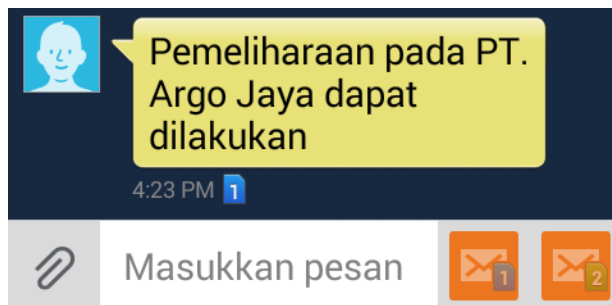 Pemeliharaan pada PT.
Argo Jaya dapat
dilakukan
4:23 PM 1
Masukkan pesan 1 2